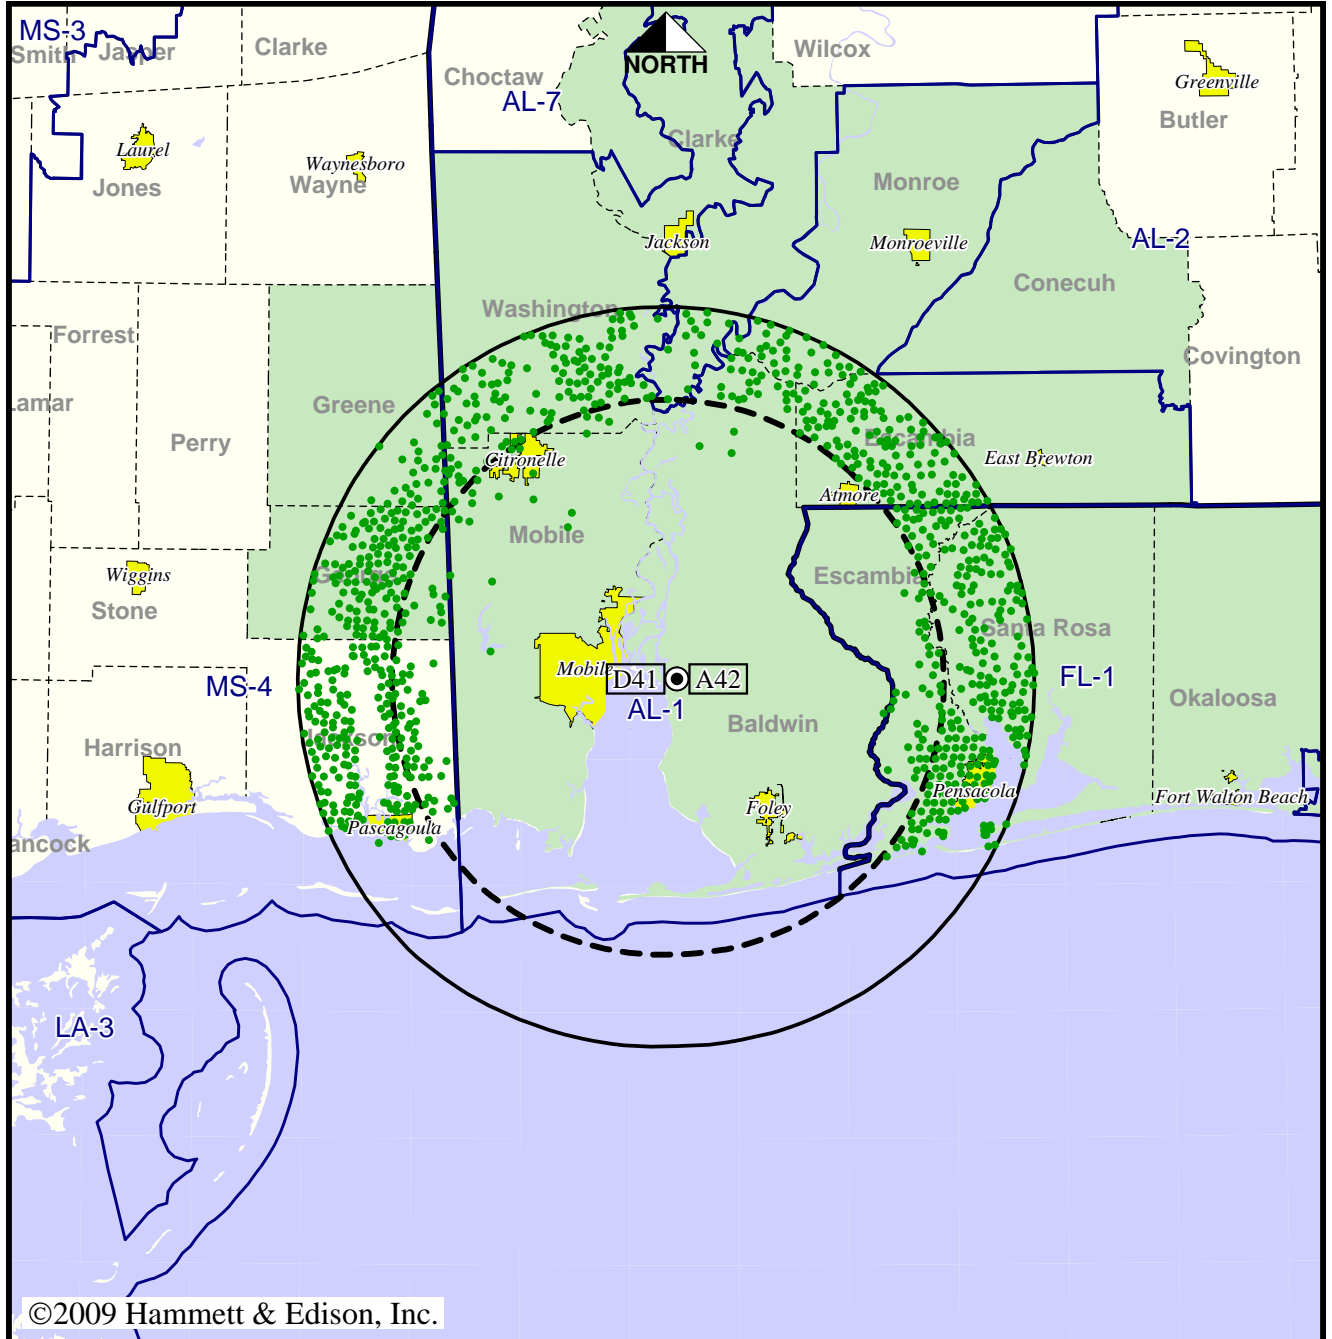 MS-3
Smith
Jasper
Clarke
NORTH
Wilcox
Choctaw
AL-7
Greenville
Butler
Clarke
Laurel
Jones
Waynesboro
Wayne
Monroe
Jackson
Monroeville
AL-2
Conecuh
Washington
Forrest
Covington
Lamar
Greene
Perry
Escambia
East Brewton
Citronelle
Atmore
Mobile
Wiggins
George
Escambia
Stone
Santa Rosa
Mobile
D41
A42
MS-4
FL-1
Okaloosa
AL-1
Baldwin
Harrison
Jackson
Gulfport
Foley
Pensacola
Fort Walton Beach
Pascagoula
ancock
LA-3
©2009 Hammett & Edison, Inc.